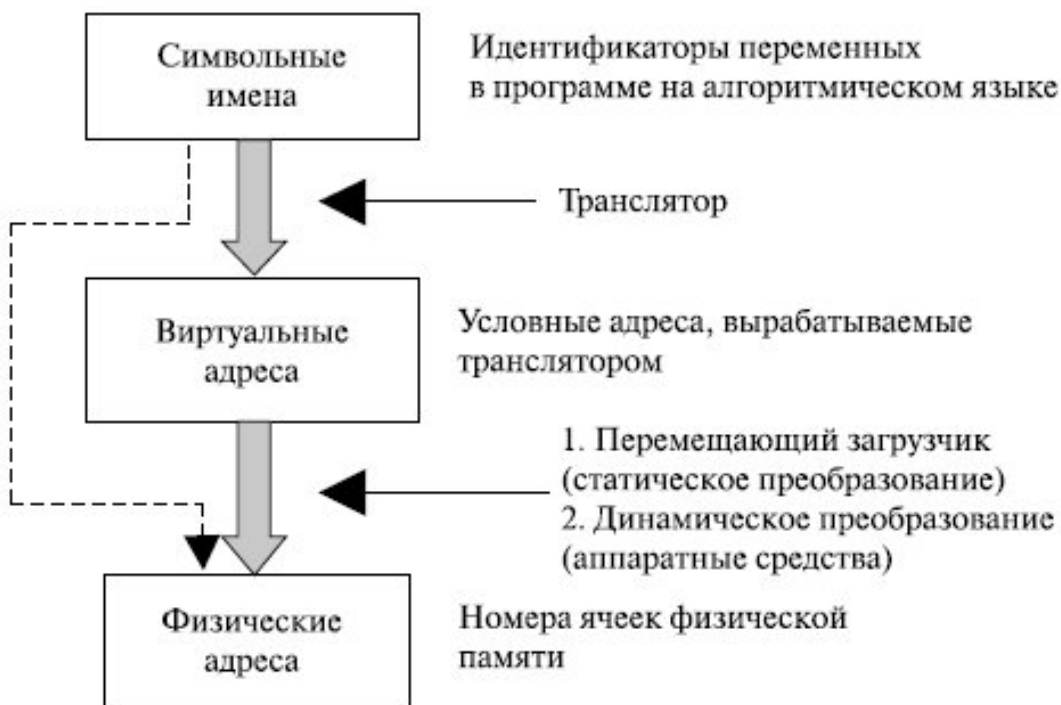 Символьные
имена
Идентификаторы переменных
в программе на алгоритмическом языке
Транслятор
Виртуальные
адреса
Условные адреса, вырабатываемые
транслятором
1. Перемещающий загрузчик
(статическое преобразование)
2. Динамическое преобразование
(аппаратные средства)
Физические
адреса
Номера ячеек физической
памяти